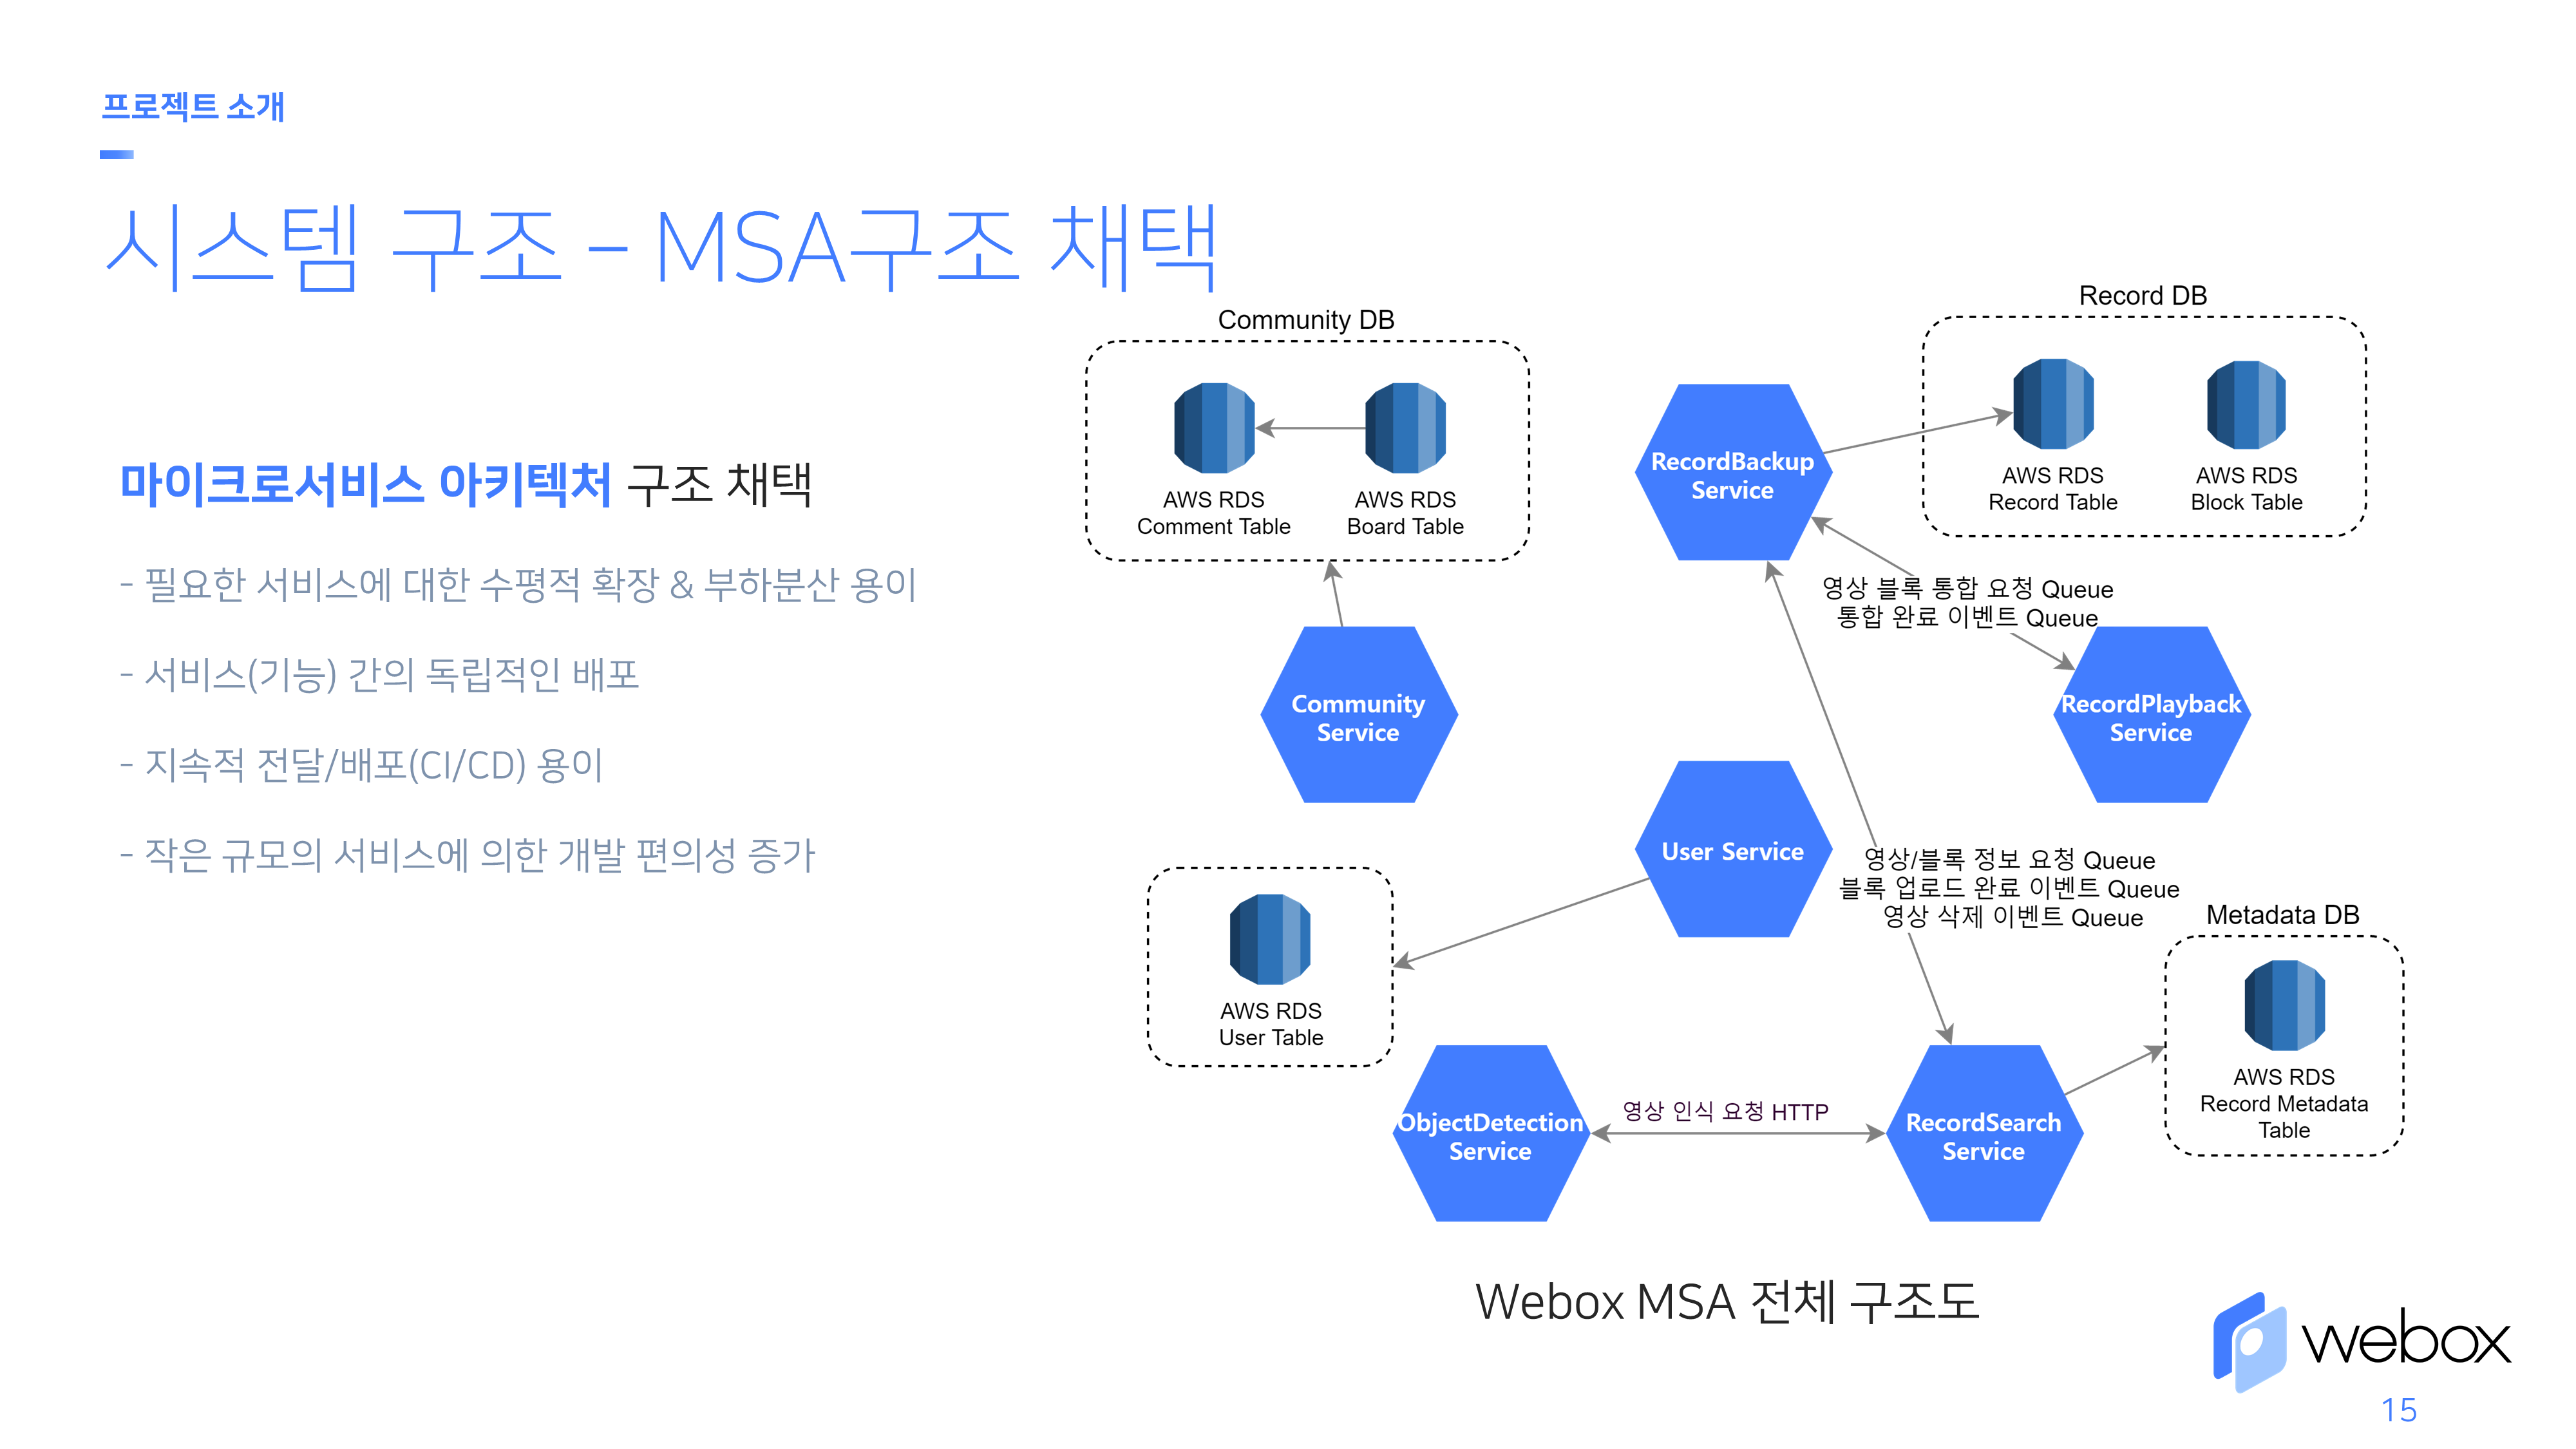 프로젝트 소개
시스템 구조 – MSA구조 채택
마이크로서비스 아키텍처 구조 채택
- 필요한 서비스에 대한 수평적 확장 & 부하분산 용이
- 서비스(기능) 간의 독립적인 배포
- 지속적 전달/배포(CI/CD) 용이
- 작은 규모의 서비스에 의한 개발 편의성 증가
Community DB
AWS RDS
Comment Table
AWS RDS
Board Table
Record DB
AWS RDS
Record Table
AWS RDS
Block Table
RecordBackup
Service
영상 블록 통합 요청 Queue
통합 완료 이벤트 Queue
Community
Service
RecordPlayback
Service
User Service
영상/블록 정보 요청 Queue
블록 업로드 완료 이벤트 Queue
영상 삭제 이벤트 Queue
AWS RDS
User Table
Metadata DB
AWS RDS
Record Metadata
Table
ObjectDetection
Service
영상 인식 요청 HTTP
RecordSearch
Service
Webox MSA 전체 구조도
webox
15